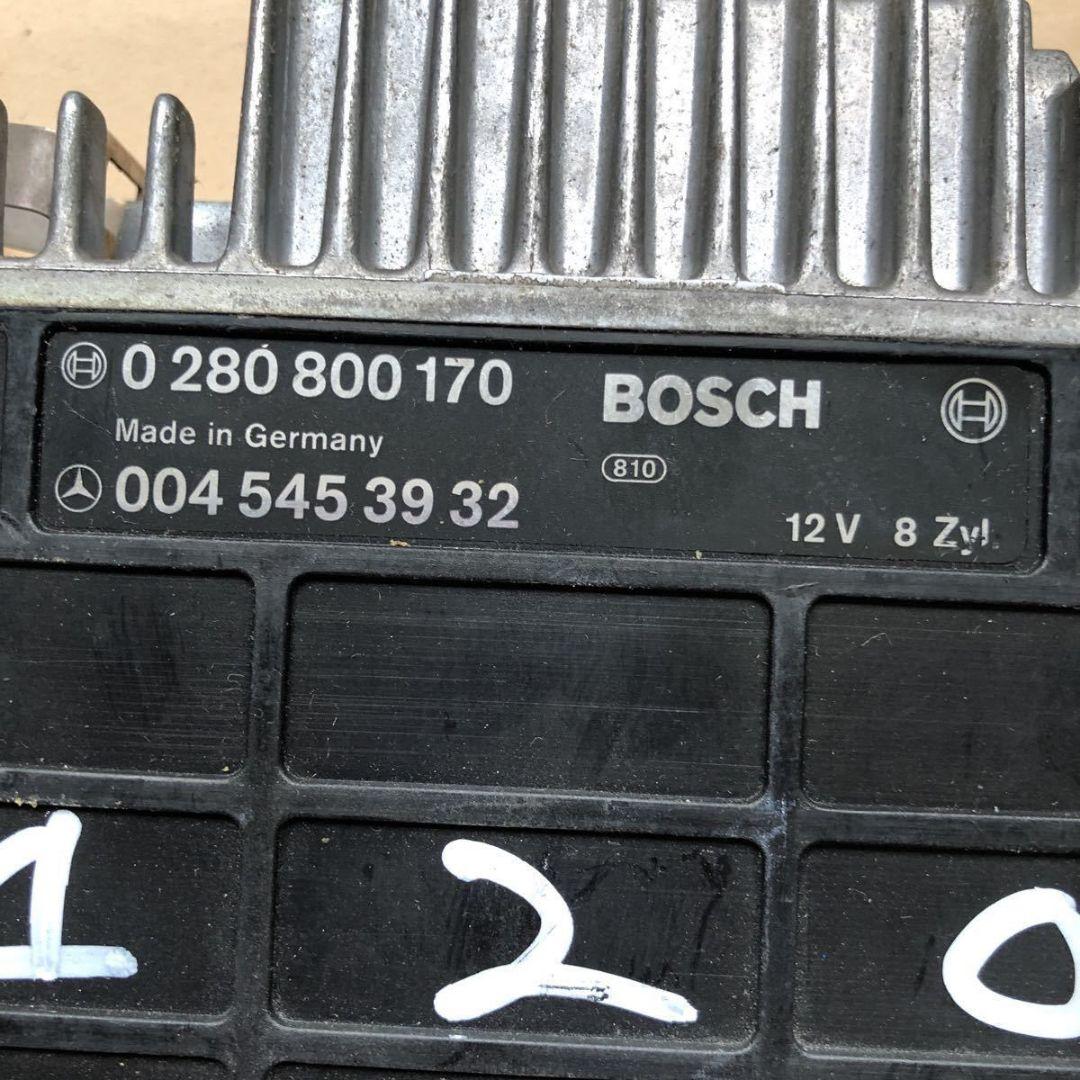 0 280 800 170
BOSCH
Made in Germany
810
004 545 39 32
12 V 8 Zyl.
1 2 0